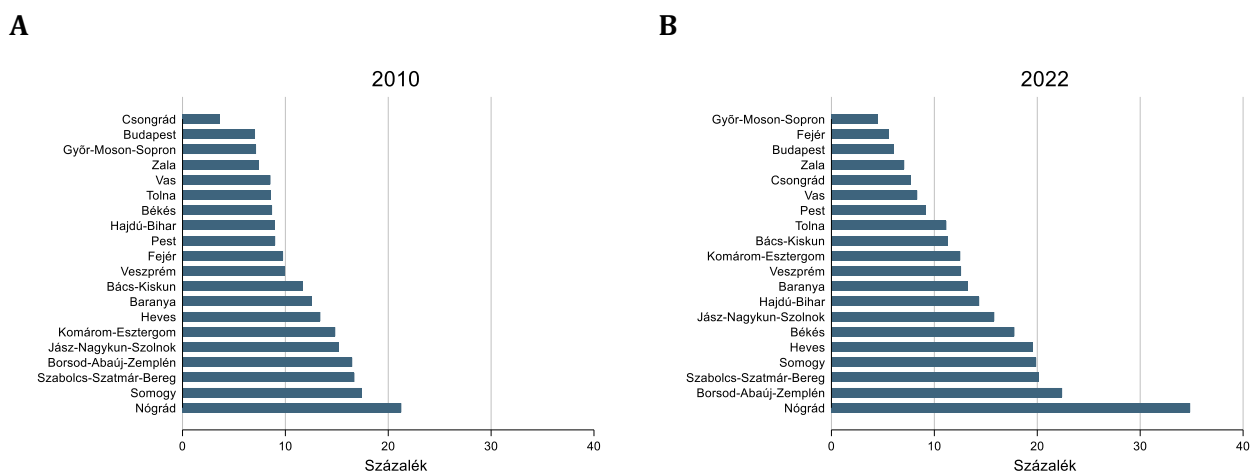 A
2010
Csongrád
Budapest
Győr-Moson-Sopron
Zala
Vas
Tolna
Békés
Hajdú-Bihar
Pest
Fejér
Veszprém
Bács-Kiskun
Baranya
Heves
Komárom-Esztergom
Jász-Nagykun-Szolnok
Borsod-Abaúj-Zemplén
Szabolcs-Szatmár-Bereg
Somogy
Nógrád
0 10 20 30 40
Százalék
B
2022
Győr-Moson-Sopron
Fejér
Budapest
Zala
Csongrád
Vas
Pest
Tolna
Bács-Kiskun
Komárom-Esztergom
Veszprém
Baranya
Hajdú-Bihar
Jász-Nagykun-Szolnok
Békés
Heves
Somogy
Szabolcs-Szatmár-Bereg
Borsod-Abaúj-Zemplén
Nógrád
0 10 20 30 40
Százalék